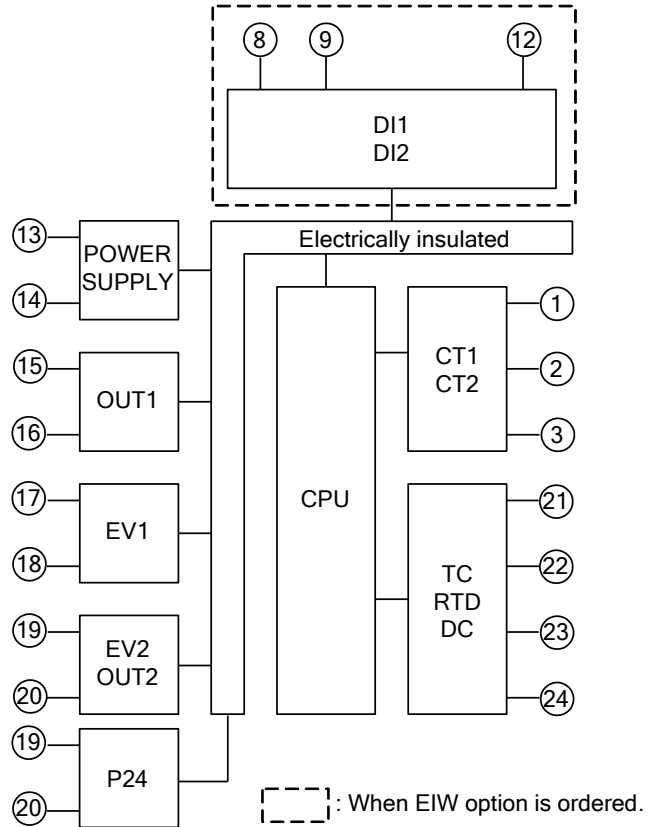 8 9 12
DI1
DI2
Electrically insulated
13
14
POWER
SUPPLY
15
16
OUT1
17
18
EV1
19
20
EV2
OUT2
19
20
P24
CPU
CT1
CT2
1
2
3
TC
RTD
DC
21
22
23
24
: When EIW option is ordered.